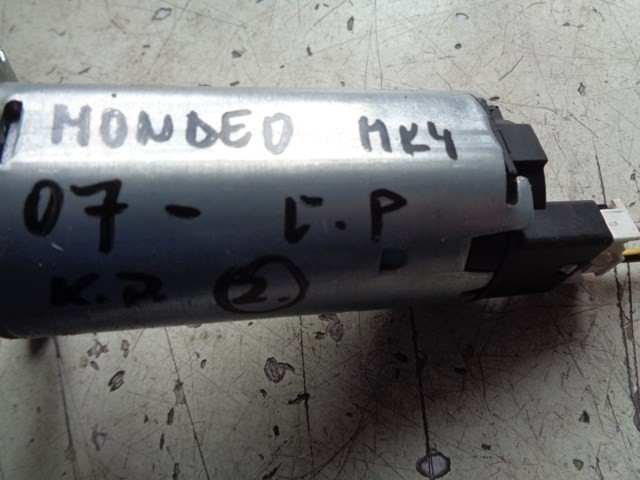 MONDEO MK4
07 - L.P
K.R. 2.